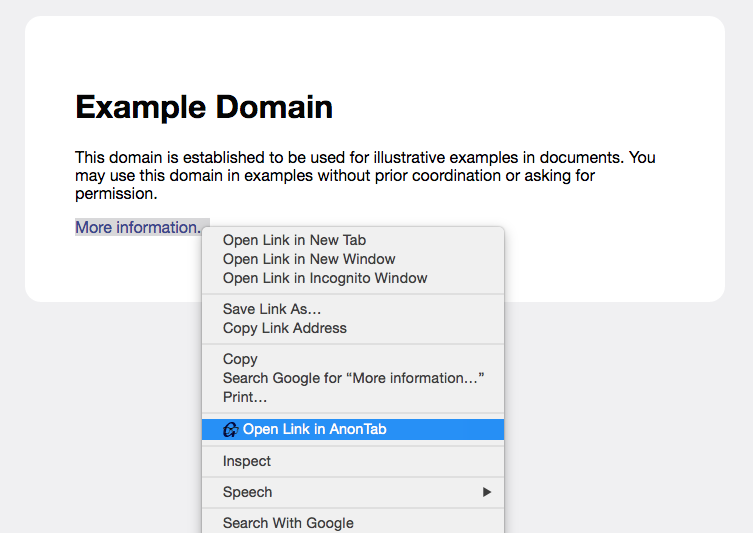 Example Domain
This domain is established to be used for illustrative examples in documents. You
may use this domain in examples without prior coordination or asking for
permission.
More information...
Open Link in New Tab
Open Link in New Window
Open Link in Incognito Window
Save Link As…
Copy Link Address
Copy
Search Google for “More information…”
Print…
Open Link in AnonTab
Inspect
Speech
Search With Google